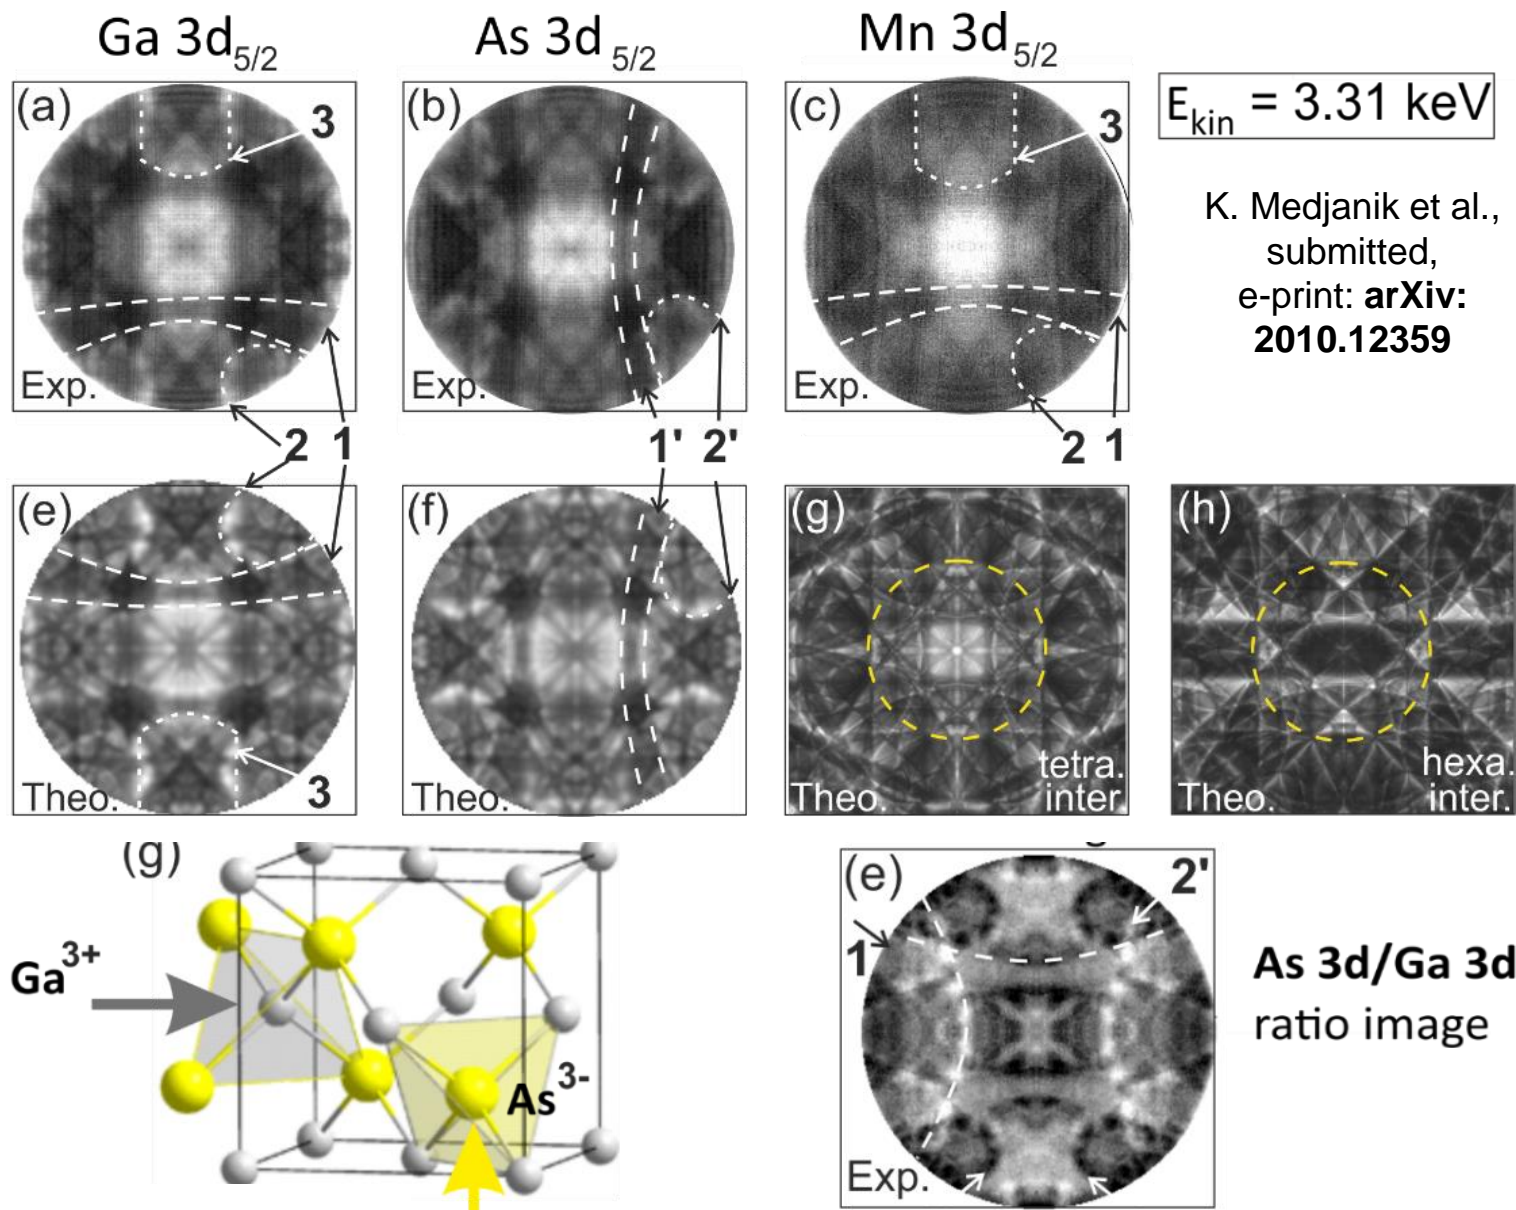 Ga 3d5/2
As 3d 5/2
Mn 3d5/2
(a)
3
Exp.
(b)
Exp.
(c)
3
Exp.
Ekin = 3.31 keV
K. Medjanik et al.,
submitted,
e-print: arXiv:
2010.12359
2 1
1' 2'
2 1
(e)
3
Theo.
(f)
Theo.
(g)
tetra.
Theo. inter.
(h)
hexa.
Theo. inter.
(g)
Ga3+
As3-
(e)
2'
1
Exp.
As 3d/Ga 3d
ratio image